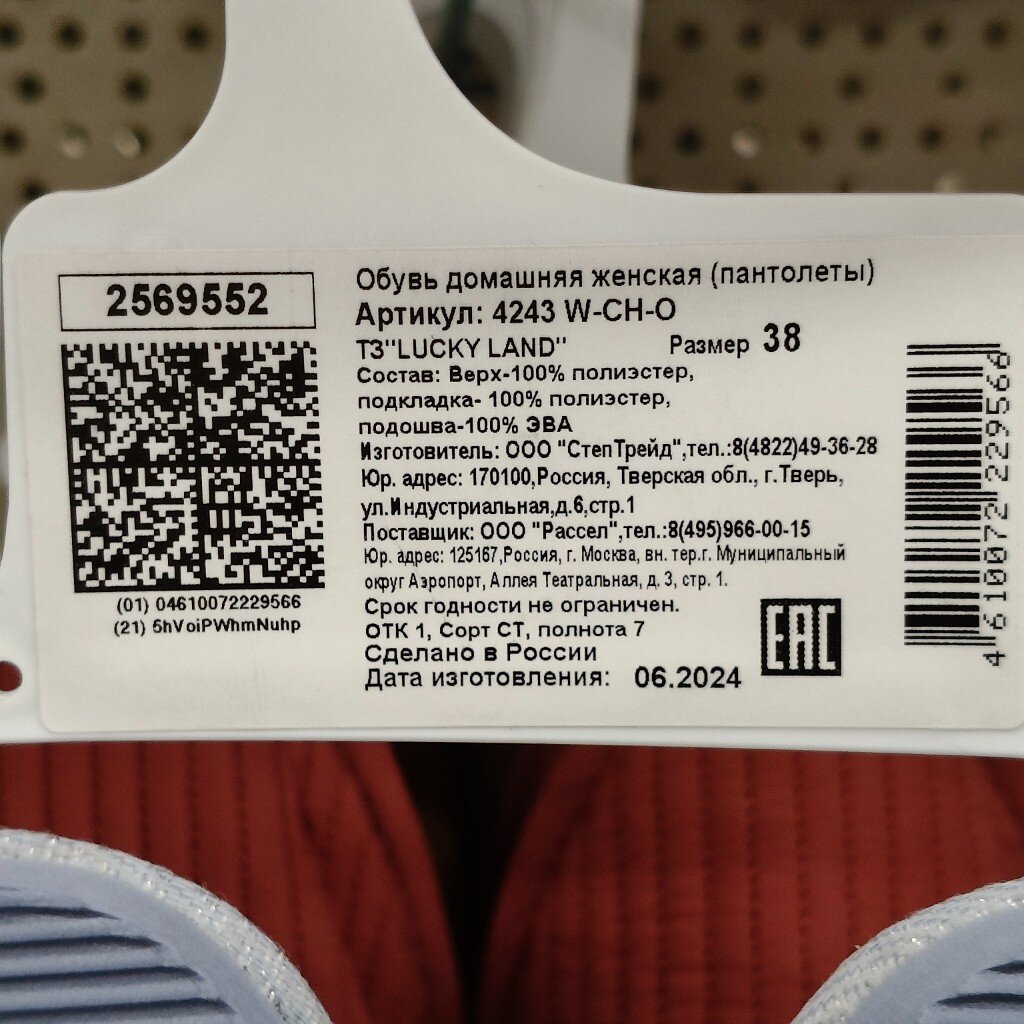 2569552
(01) 04610072229566
(21) 5hVoiPWhmNuhp
Обувь домашняя женская (пантолеты)
Артикул: 4243 W-CH-O
ТЗ"LUCKY LAND" Размер 38
Состав: Верх-100% полиэстер,
подкладка- 100% полиэстер,
подошва-100% ЭВА
Изготовитель: ООО "СтепТрейд",тел.:8(4822)49-36-28
Юр. адрес: 170100,Россия, Тверская обл., г.Тверь,
ул.Индустриальная,д.6,стр.1
Поставщик: ООО "Рассел",тел.:8(495)966-00-15
Юр. адрес: 125167,Россия, г. Москва, вн. тер.г. Муниципальный
округ Аэропорт, Аллея Театральная, д. 3, стр. 1.
Срок годности не ограничен.
ОТК 1, Сорт СТ, полнота 7
Сделано в России
Дата изготовления: 06.2024
EAC
4 610072 229566